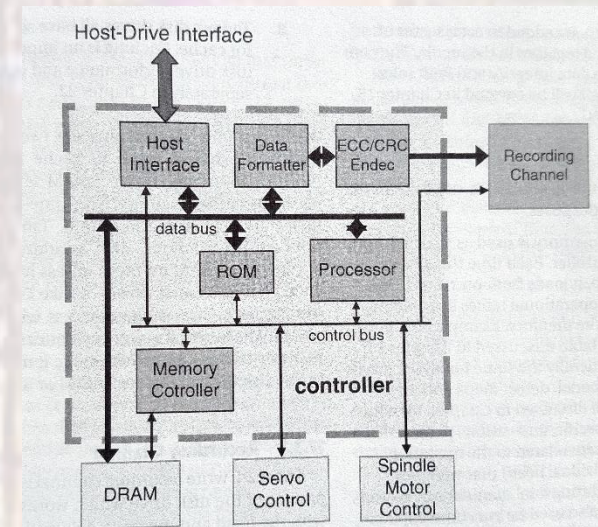 Host-Drive Interface
Host
Interface
Data
Formatter
ECC/CRC
Endec
Recording
Channel
data bus
ROM
Processor
control bus
Memory
Cotroller
controller
DRAM
Servo
Control
Spindle
Motor
Control